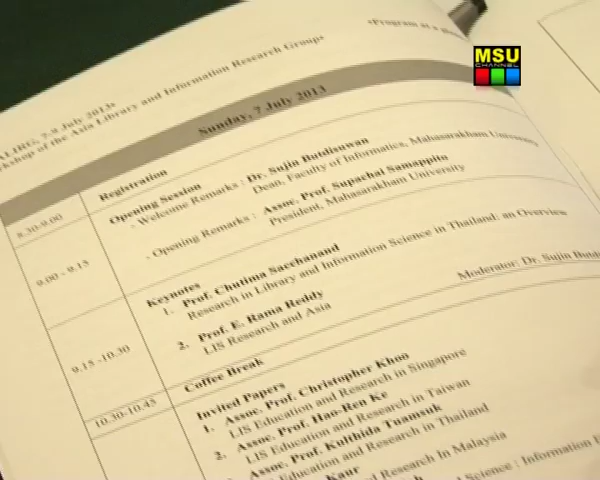 MSU
CHANNEL
«Program at a
ALIRG, 7-9 July 2013»
of the Asia Library and Information Research Group»
Sunday, 7 July 2013
8.30-9.00
Registration
9.00 - 9.15
Opening Session
- Welcome Remarks : Dr. Sujin Butdisuwan
Dean, Faculty of Informatics, Mahasarakham University
- Opening Remarks : Assoc. Prof. Supachai Samappito
President, Mahasarakham University
9.15 -10.30
Keynotes
1. Prof. Chutima Sacchanand
Research in Library and Information Science in Thailand: an Overview
2. Prof. E. Rama Reddy
LIS Research and Asia
Moderator: Dr. Sujin
10.30-10.45
Coffee Break
Invited Papers
1. Assoc. Prof. Christopher Khoo
LIS Education and Research in Singapore
2. Assoc. Prof. Hao-Ren Ke
LIS Education and Research in Taiwan
Assoc. Prof. Kulthida Tuamsuk
Education and Research in Thailand
Kaur
Research In Malaysia
Science : Information